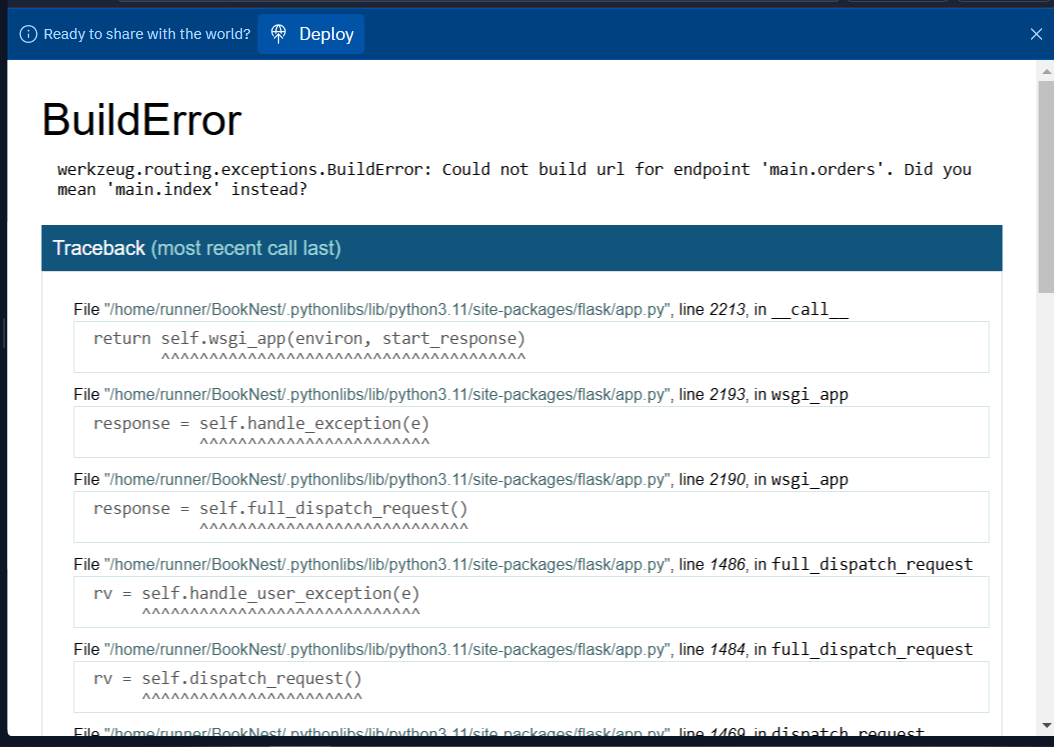 Ready to share with the world? Deploy
BuildError
werkzeug.routing.exceptions.BuildError: Could not build url for endpoint 'main.orders'. Did you
mean 'main.index' instead?
Traceback (most recent call last)
File "/home/runner/BookNest/.pythonlibs/lib/python3.11/site-packages/flask/app.py", line 2213, in __call__
return self.wsgi_app(environ, start_response)
^^^^^^^^^^^^^^^^^^^^^^^^^^^^^^^^^^^^^^
File "/home/runner/BookNest/.pythonlibs/lib/python3.11/site-packages/flask/app.py", line 2193, in wsgi_app
response = self.handle_exception(e)
^^^^^^^^^^^^^^^^^^^^^^^^
File "/home/runner/BookNest/.pythonlibs/lib/python3.11/site-packages/flask/app.py", line 2190, in wsgi_app
response = self.full_dispatch_request()
^^^^^^^^^^^^^^^^^^^^^^^^^^^^
File "/home/runner/BookNest/.pythonlibs/lib/python3.11/site-packages/flask/app.py", line 1486, in full_dispatch_request
rv = self.handle_user_exception(e)
^^^^^^^^^^^^^^^^^^^^^^^^^^^^^
File "/home/runner/BookNest/.pythonlibs/lib/python3.11/site-packages/flask/app.py", line 1484, in full_dispatch_request
rv = self.dispatch_request()
^^^^^^^^^^^^^^^^^^^^^^^
File "/home/runner/BookNest/.pythonlibs/lib/python3.11/site-packages/flask/app.py", line 1469, in dispatch_request